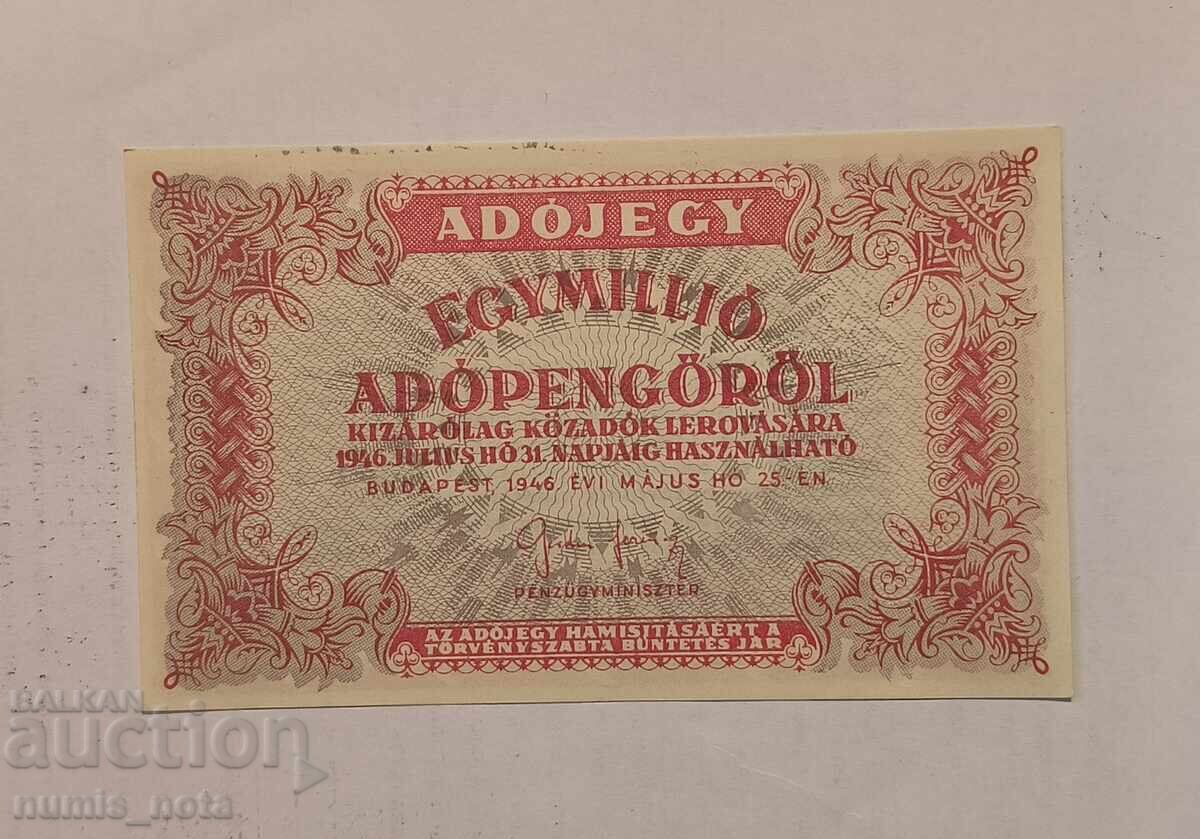 ADÓJEGY
EGYMILLIÓ
ADÓPENGŐRŐL
KIZÁRÓLAG KÖZADÓK LEROVÁSÁRA
1946. JÚLIUS HÓ 31. NAPJÁIG HASZNÁLHATÓ
BUDAPEST, 1946. ÉVI MÁJUS HÓ 25-ÉN
PÉNZÜGYMINISZTER
AZ ADÓJEGY HAMISÍTÁSÁÉRT A
TÖRVÉNYSZABTA BÜNTETÉS JÁR
BALKAN
auction
numis_nota